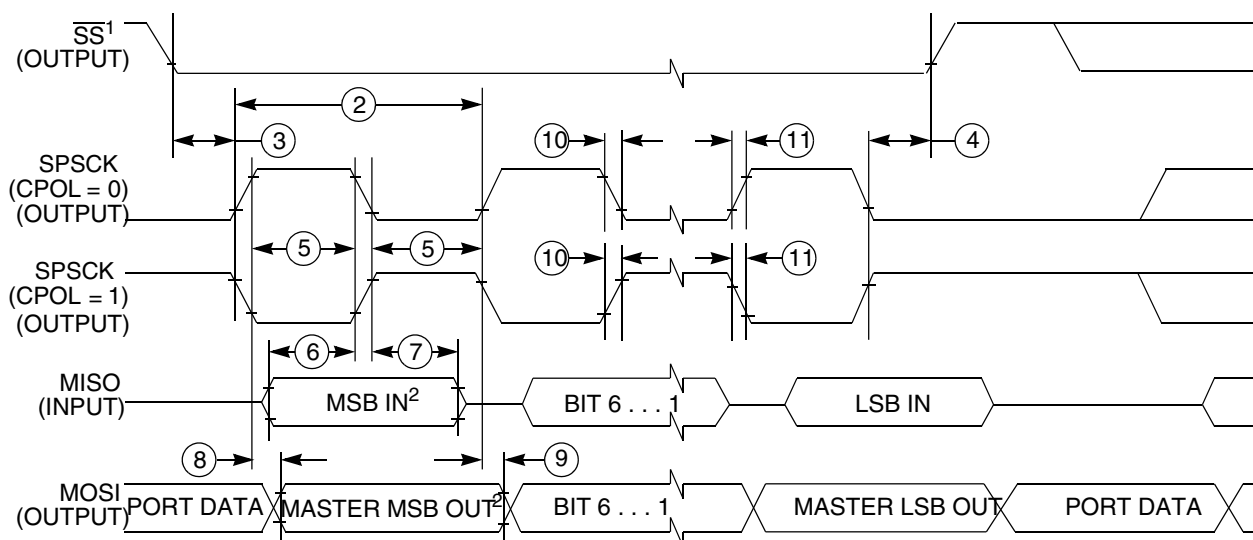 SS1
(OUTPUT)
2
3
10
11
4
SPSCK
(CPOL = 0)
(OUTPUT)
5
5
10
11
SPSCK
(CPOL = 1)
(OUTPUT)
6
7
MISO
(INPUT)
MSB IN2
BIT 6 . . . 1
LSB IN
8
9
MOSI
(OUTPUT)
PORT DATA
MASTER MSB OUT2
BIT 6 . . . 1
MASTER LSB OUT
PORT DATA